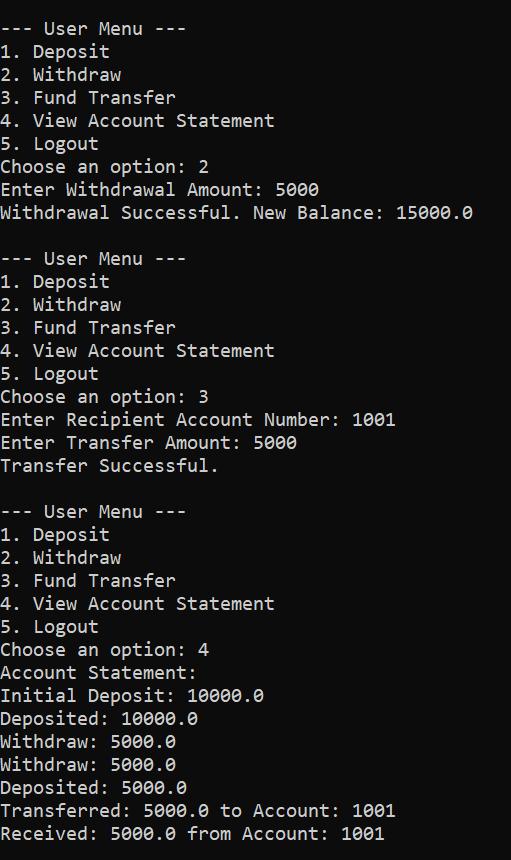 --- User Menu ---
1. Deposit
2. Withdraw
3. Fund Transfer
4. View Account Statement
5. Logout
Choose an option: 2
Enter Withdrawal Amount: 5000
Withdrawal Successful. New Balance: 15000.0
--- User Menu ---
1. Deposit
2. Withdraw
3. Fund Transfer
4. View Account Statement
5. Logout
Choose an option: 3
Enter Recipient Account Number: 1001
Enter Transfer Amount: 5000
Transfer Successful.
--- User Menu ---
1. Deposit
2. Withdraw
3. Fund Transfer
4. View Account Statement
5. Logout
Choose an option: 4
Account Statement:
Initial Deposit: 10000.0
Deposited: 10000.0
Withdraw: 5000.0
Withdraw: 5000.0
Deposited: 5000.0
Transferred: 5000.0 to Account: 1001
Received: 5000.0 from Account: 1001